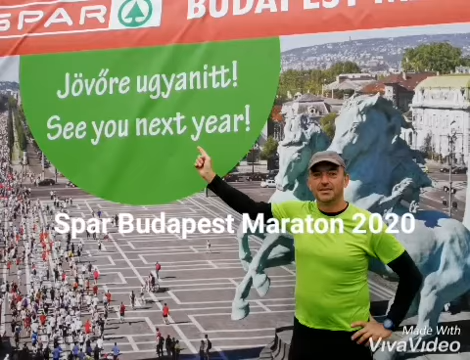 SPAR BUDAPEST
Jövőre ugyanitt!
See you next year!
Spar Budapest Maraton 2020
Made With
VivaVideo